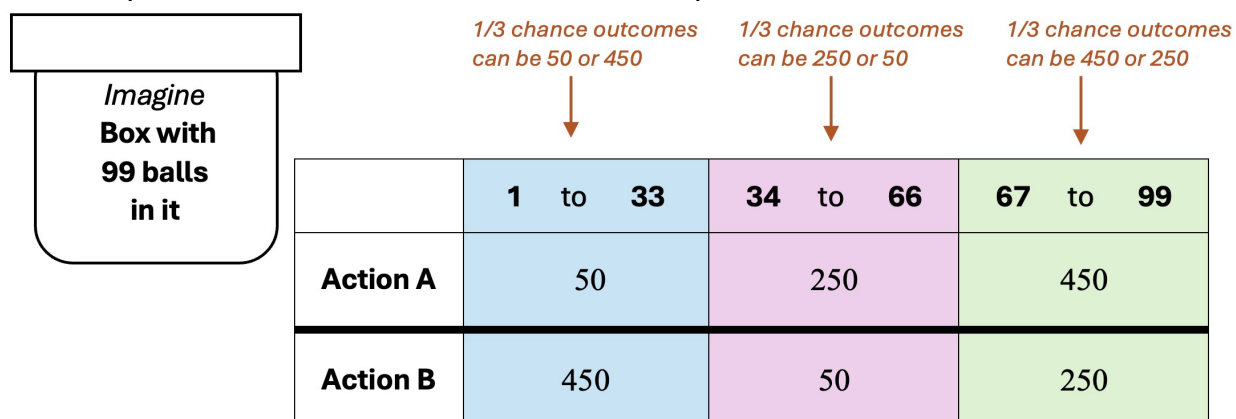 1/3 chance outcomes
can be 50 or 450
1/3 chance outcomes
can be 250 or 50
1/3 chance outcomes
can be 450 or 250
Imagine
Box with
99 balls
in it
1 to 33 34 to 66 67 to 99
Action A 50 250 450
Action B 450 50 250